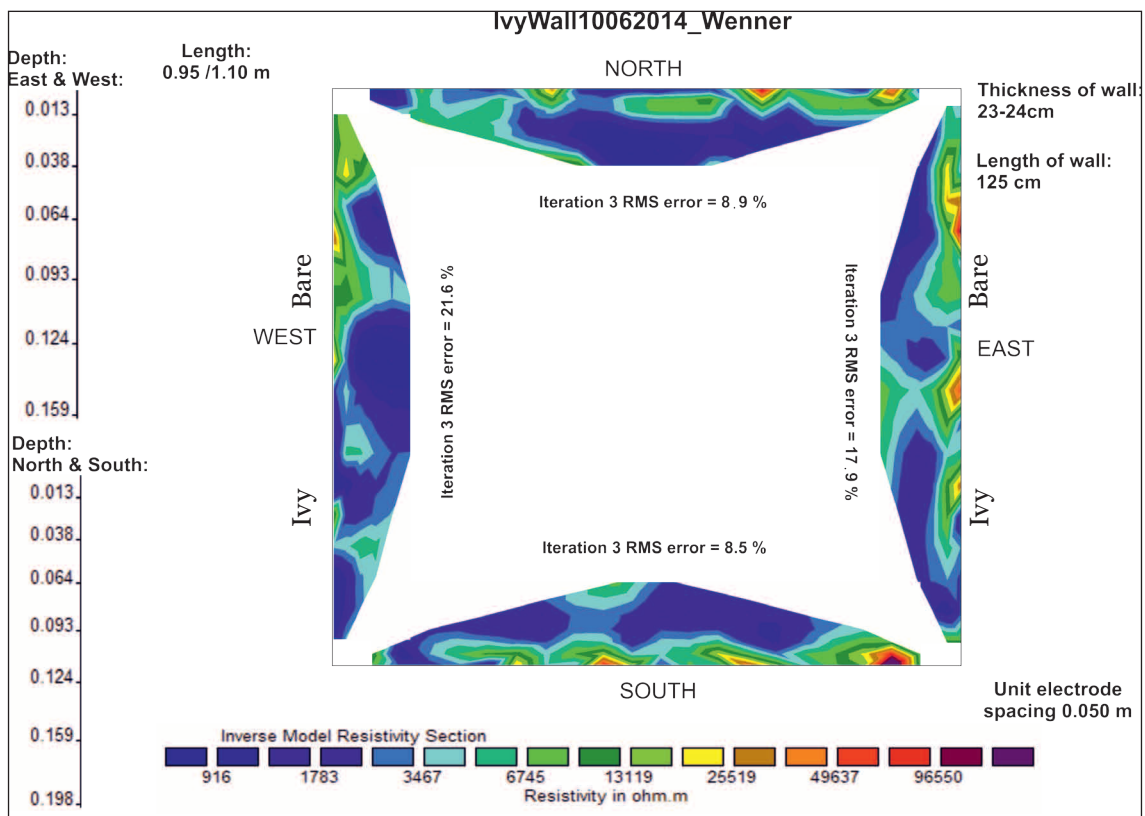 IvyWall10062014_Wenner
Depth:
East & West:
Length:
0.95 /1.10 m
NORTH
Thickness of wall:
23-24cm
Length of wall:
125 cm
0.013
0.038
0.064
0.093
0.124
0.159
Iteration 3 RMS error = 8.9 %
Bare
WEST
Ivy
Iteration 3 RMS error = 21.6 %
Iteration 3 RMS error = 17.9 %
Bare
EAST
Ivy
Depth:
North & South:
0.013
0.038
0.064
0.093
0.124
0.159
0.198
Iteration 3 RMS error = 8.5 %
SOUTH
Unit electrode
spacing 0.050 m
Inverse Model Resistivity Section
916 1783 3467 6745 13119 25519 49637 96550
Resistivity in ohm.m